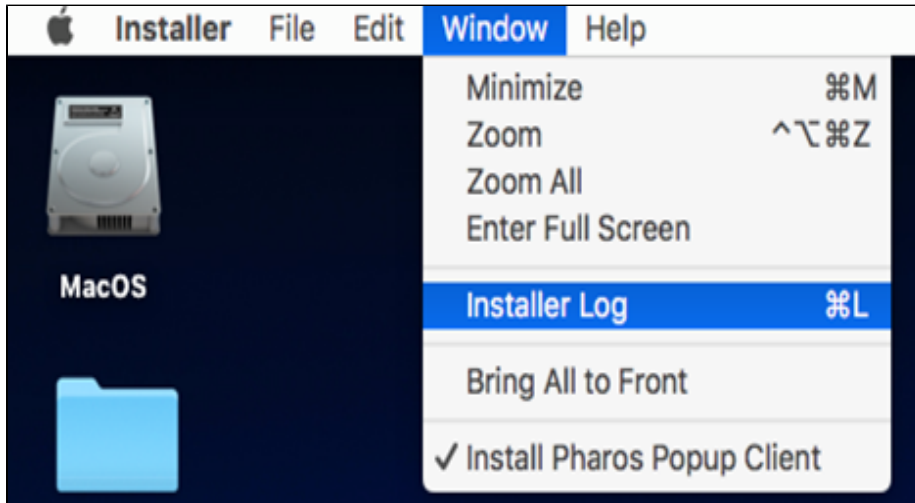 Installer File Edit Window Help
Minimize ⌘M
Zoom ^⌥⌘Z
Zoom All
Enter Full Screen
MacOS
Installer Log ⌘L
Bring All to Front
✓ Install Pharos Popup Client